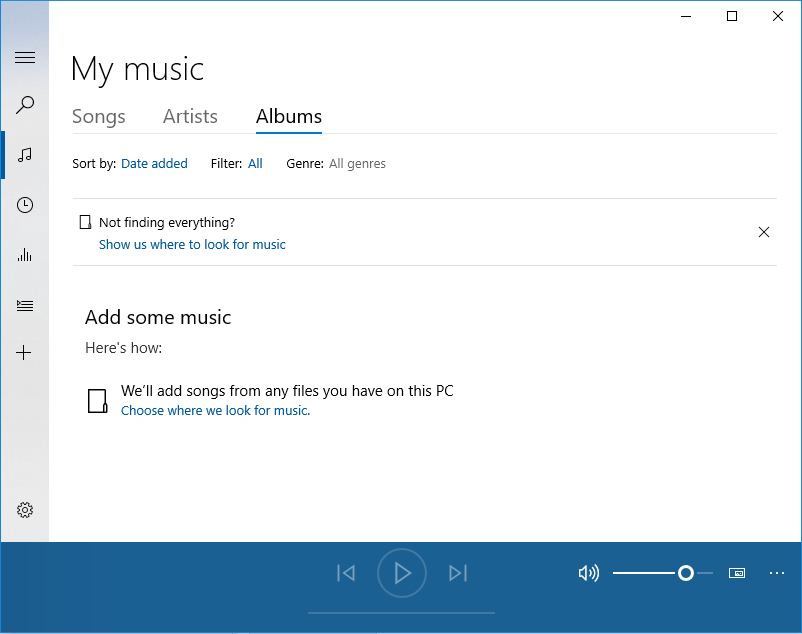 My music
Songs Artists Albums
Sort by: Date added Filter: All Genre: All genres
Not finding everything?
Show us where to look for music
Add some music
Here's how:
We’ll add songs from any files you have on this PC
Choose where we look for music.